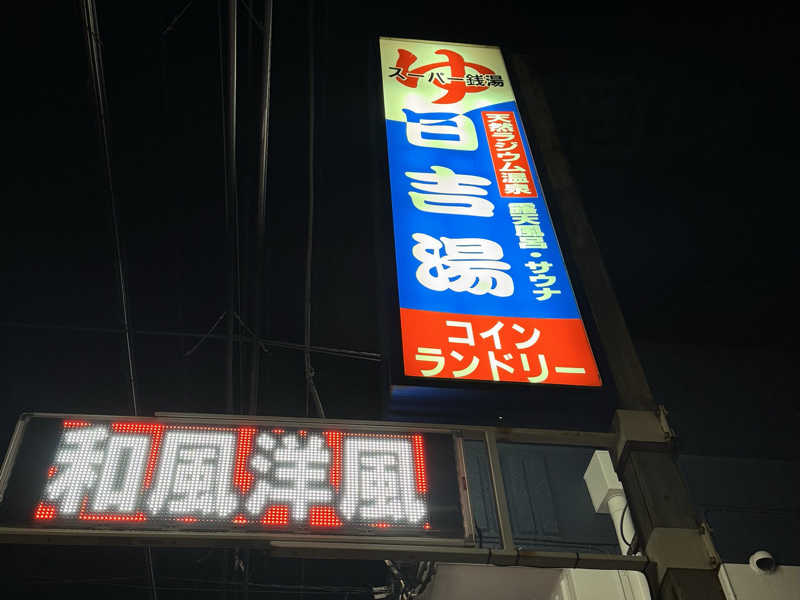 ゆ
スーパー銭湯
日吉湯
天然ラジウム温泉
露天風呂・サウナ
コイン
ランドリー
和風洋風